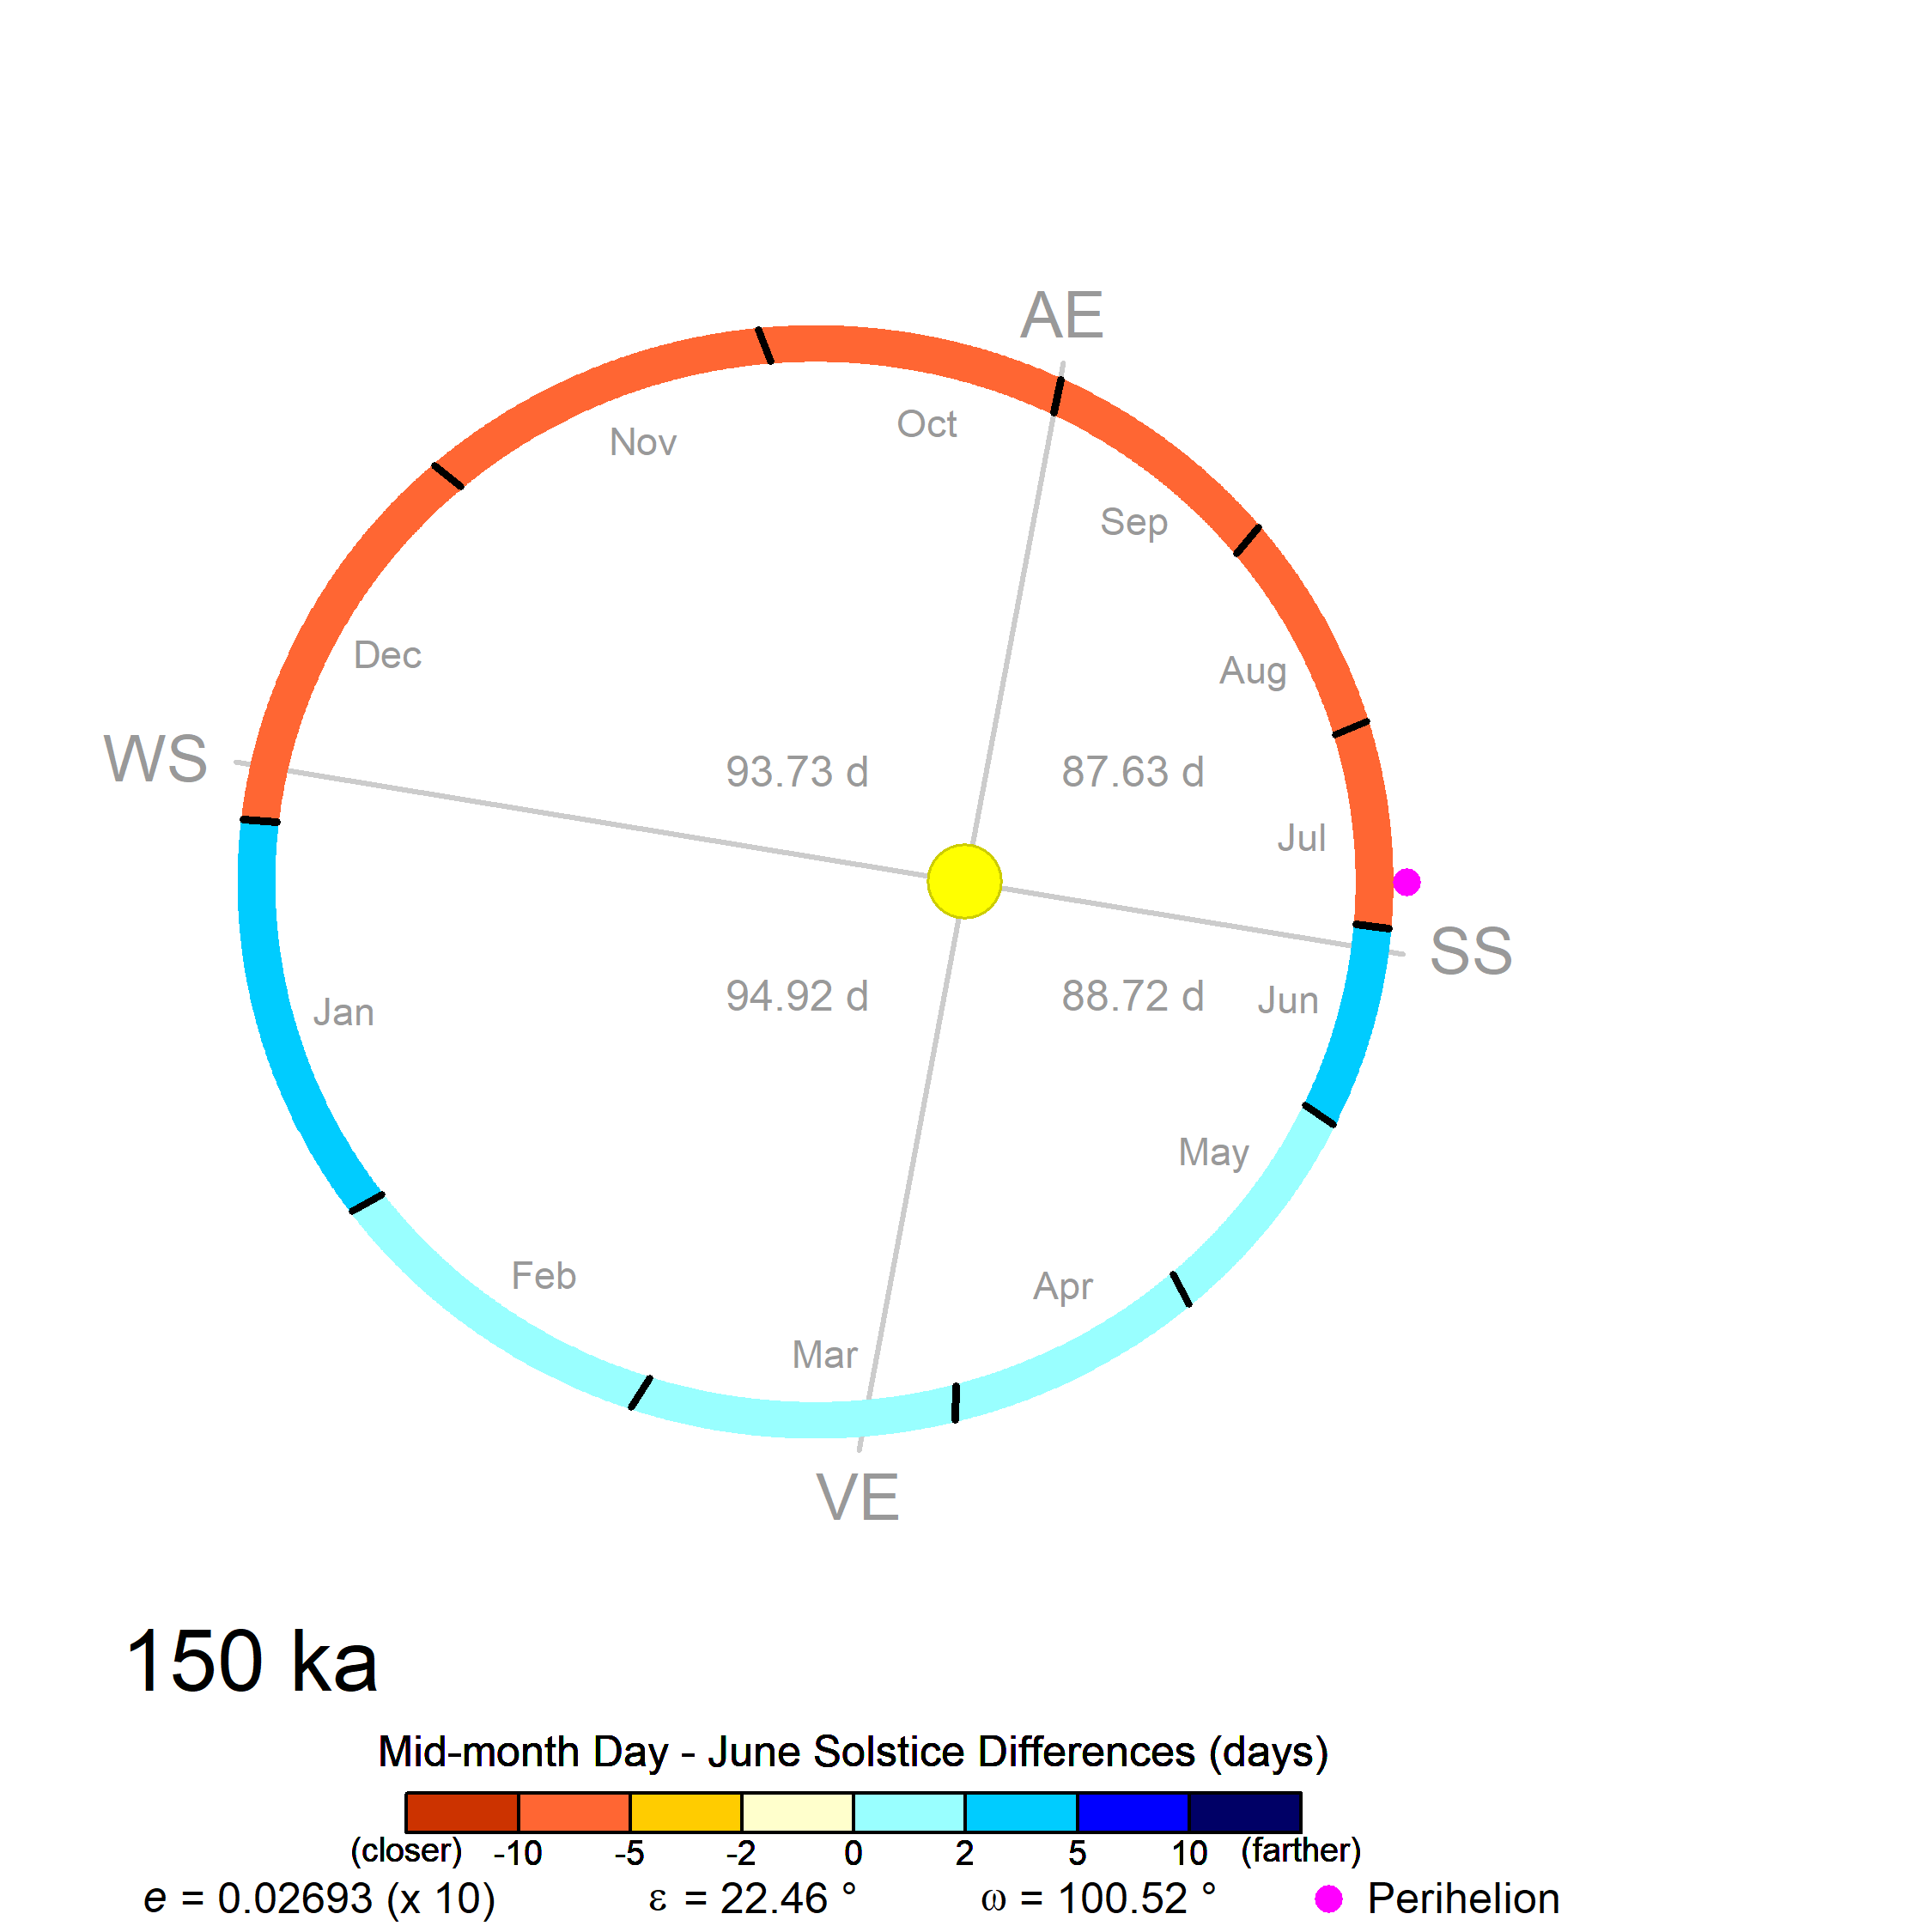 AE
Oct
Nov
Sep
Dec
Aug
WS
93.73 d
87.63 d
Jul
SS
94.92 d
88.72 d
Jun
Jan
May
Feb
Apr
Mar
VE
150 ka
Mid-month Day - June Solstice Differences (days)
(closer) -10 -5 -2 0 2 5 10 (farther)
e = 0.02693 (x 10) ε = 22.46 ° ω = 100.52 ° Perihelion